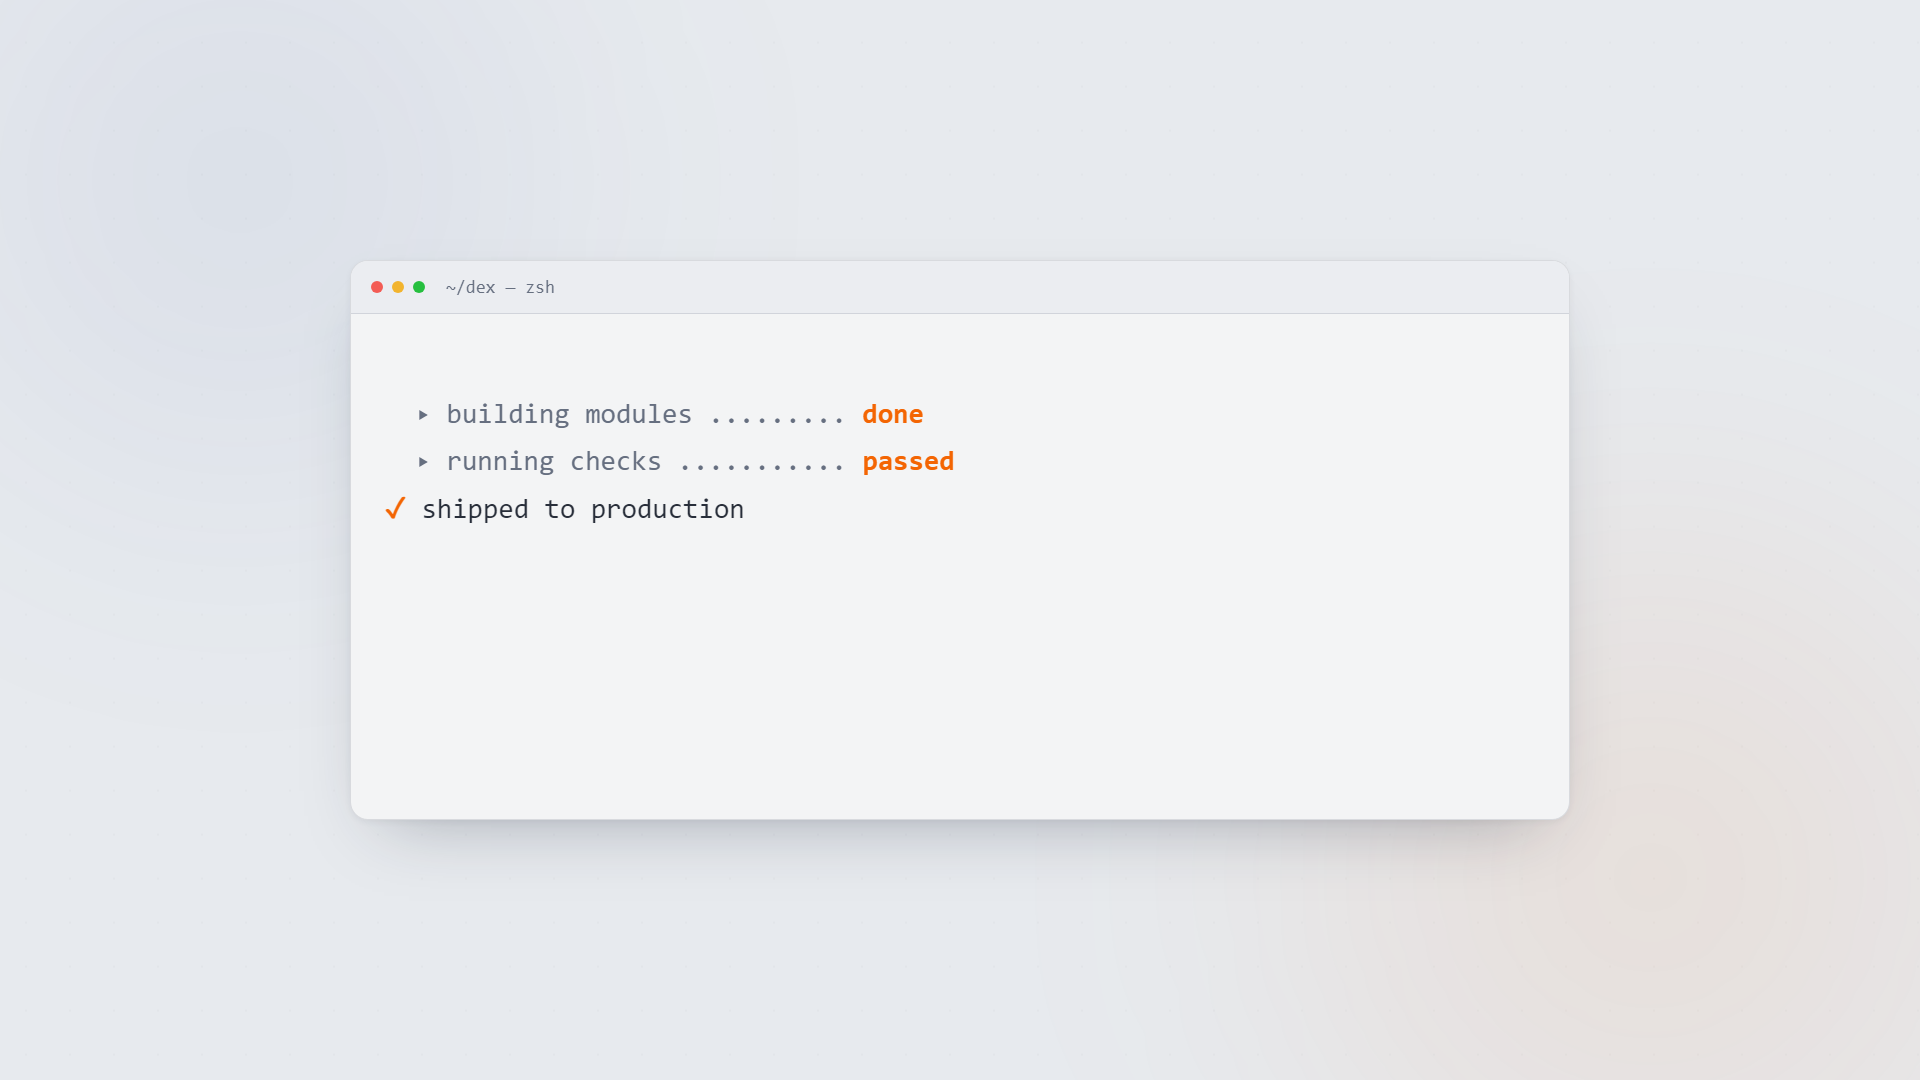 ~/dex — zsh
▸ building modules ......... done
▸ running checks ........... passed
✓ shipped to production